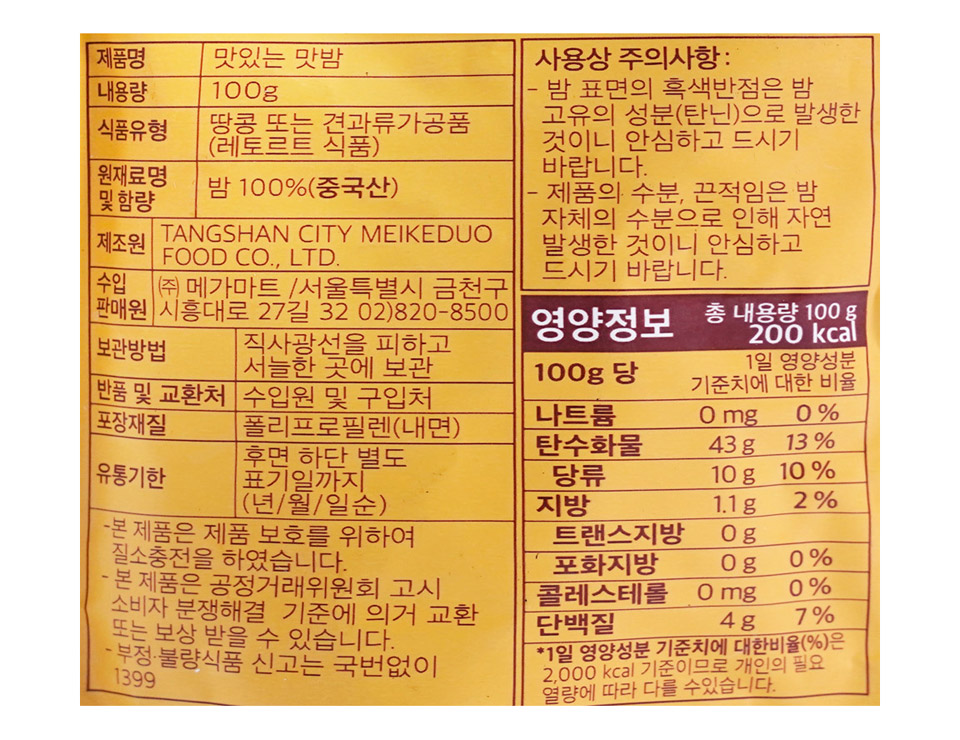 제품명 맛있는 맛밤
내용량 100g
식품유형 땅콩 또는 견과류가공품
(레토르트 식품)
원재료명
및 함량 밤 100%(중국산)
제조원 TANGSHAN CITY MEIKEDUO
FOOD CO., LTD.
수입
판매원 ㈜ 메가마트 /서울특별시 금천구
시흥대로 27길 32 02)820-8500
보관방법 직사광선을 피하고
서늘한 곳에 보관
반품 및 교환처 수입원 및 구입처
포장재질 폴리프로필렌(내면)
유통기한 후면 하단 별도
표기일까지
(년/월/일순)
-본 제품은 제품 보호를 위하여
질소충전을 하였습니다.
-본 제품은 공정거래위원회 고시
소비자 분쟁해결 기준에 의거 교환
또는 보상 받을 수 있습니다.
-부정·불량식품 신고는 국번없이
1399
사용상 주의사항:
- 밤 표면의 흑색반점은 밤
고유의 성분(탄닌)으로 발생한
것이니 안심하고 드시기
바랍니다.
- 제품의 수분, 끈적임은 밤
자체의 수분으로 인해 자연
발생한 것이니 안심하고
드시기 바랍니다.
영양정보 총 내용량 100 g
200 kcal
100g 당 1일 영양성분
기준치에 대한 비율
나트륨 0 mg 0 %
탄수화물 43 g 13 %
당류 10 g 10 %
지방 1.1 g 2 %
트랜스지방 0 g
포화지방 0 g 0 %
콜레스테롤 0 mg 0 %
단백질 4 g 7 %
*1일 영양성분 기준치에 대한비율(%)은
2,000 kcal 기준이므로 개인의 필요
열량에 따라 다를 수있습니다.